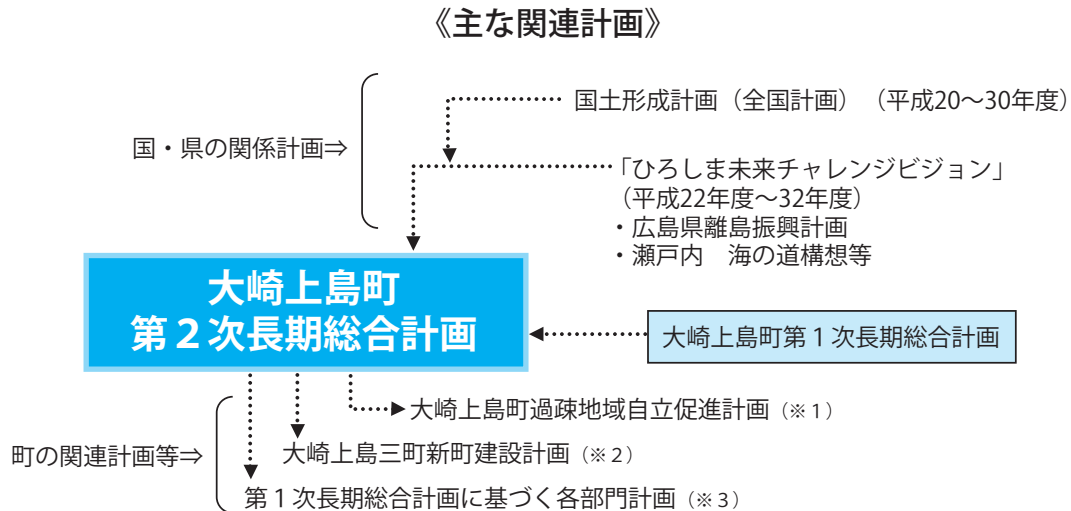 《主な関連計画》
国土形成計画（全国計画）（平成20～30年度）
国・県の関係計画⇒
「ひろしま未来チャレンジビジョン」
（平成22年度～32年度）
・広島県離島振興計画
・瀬戸内　海の道構想等
大崎上島町
第２次長期総合計画
大崎上島町第１次長期総合計画
大崎上島町過疎地域自立促進計画（※１）
町の関連計画等⇒
大崎上島三町新町建設計画（※２）
第１次長期総合計画に基づく各部門計画（※３）